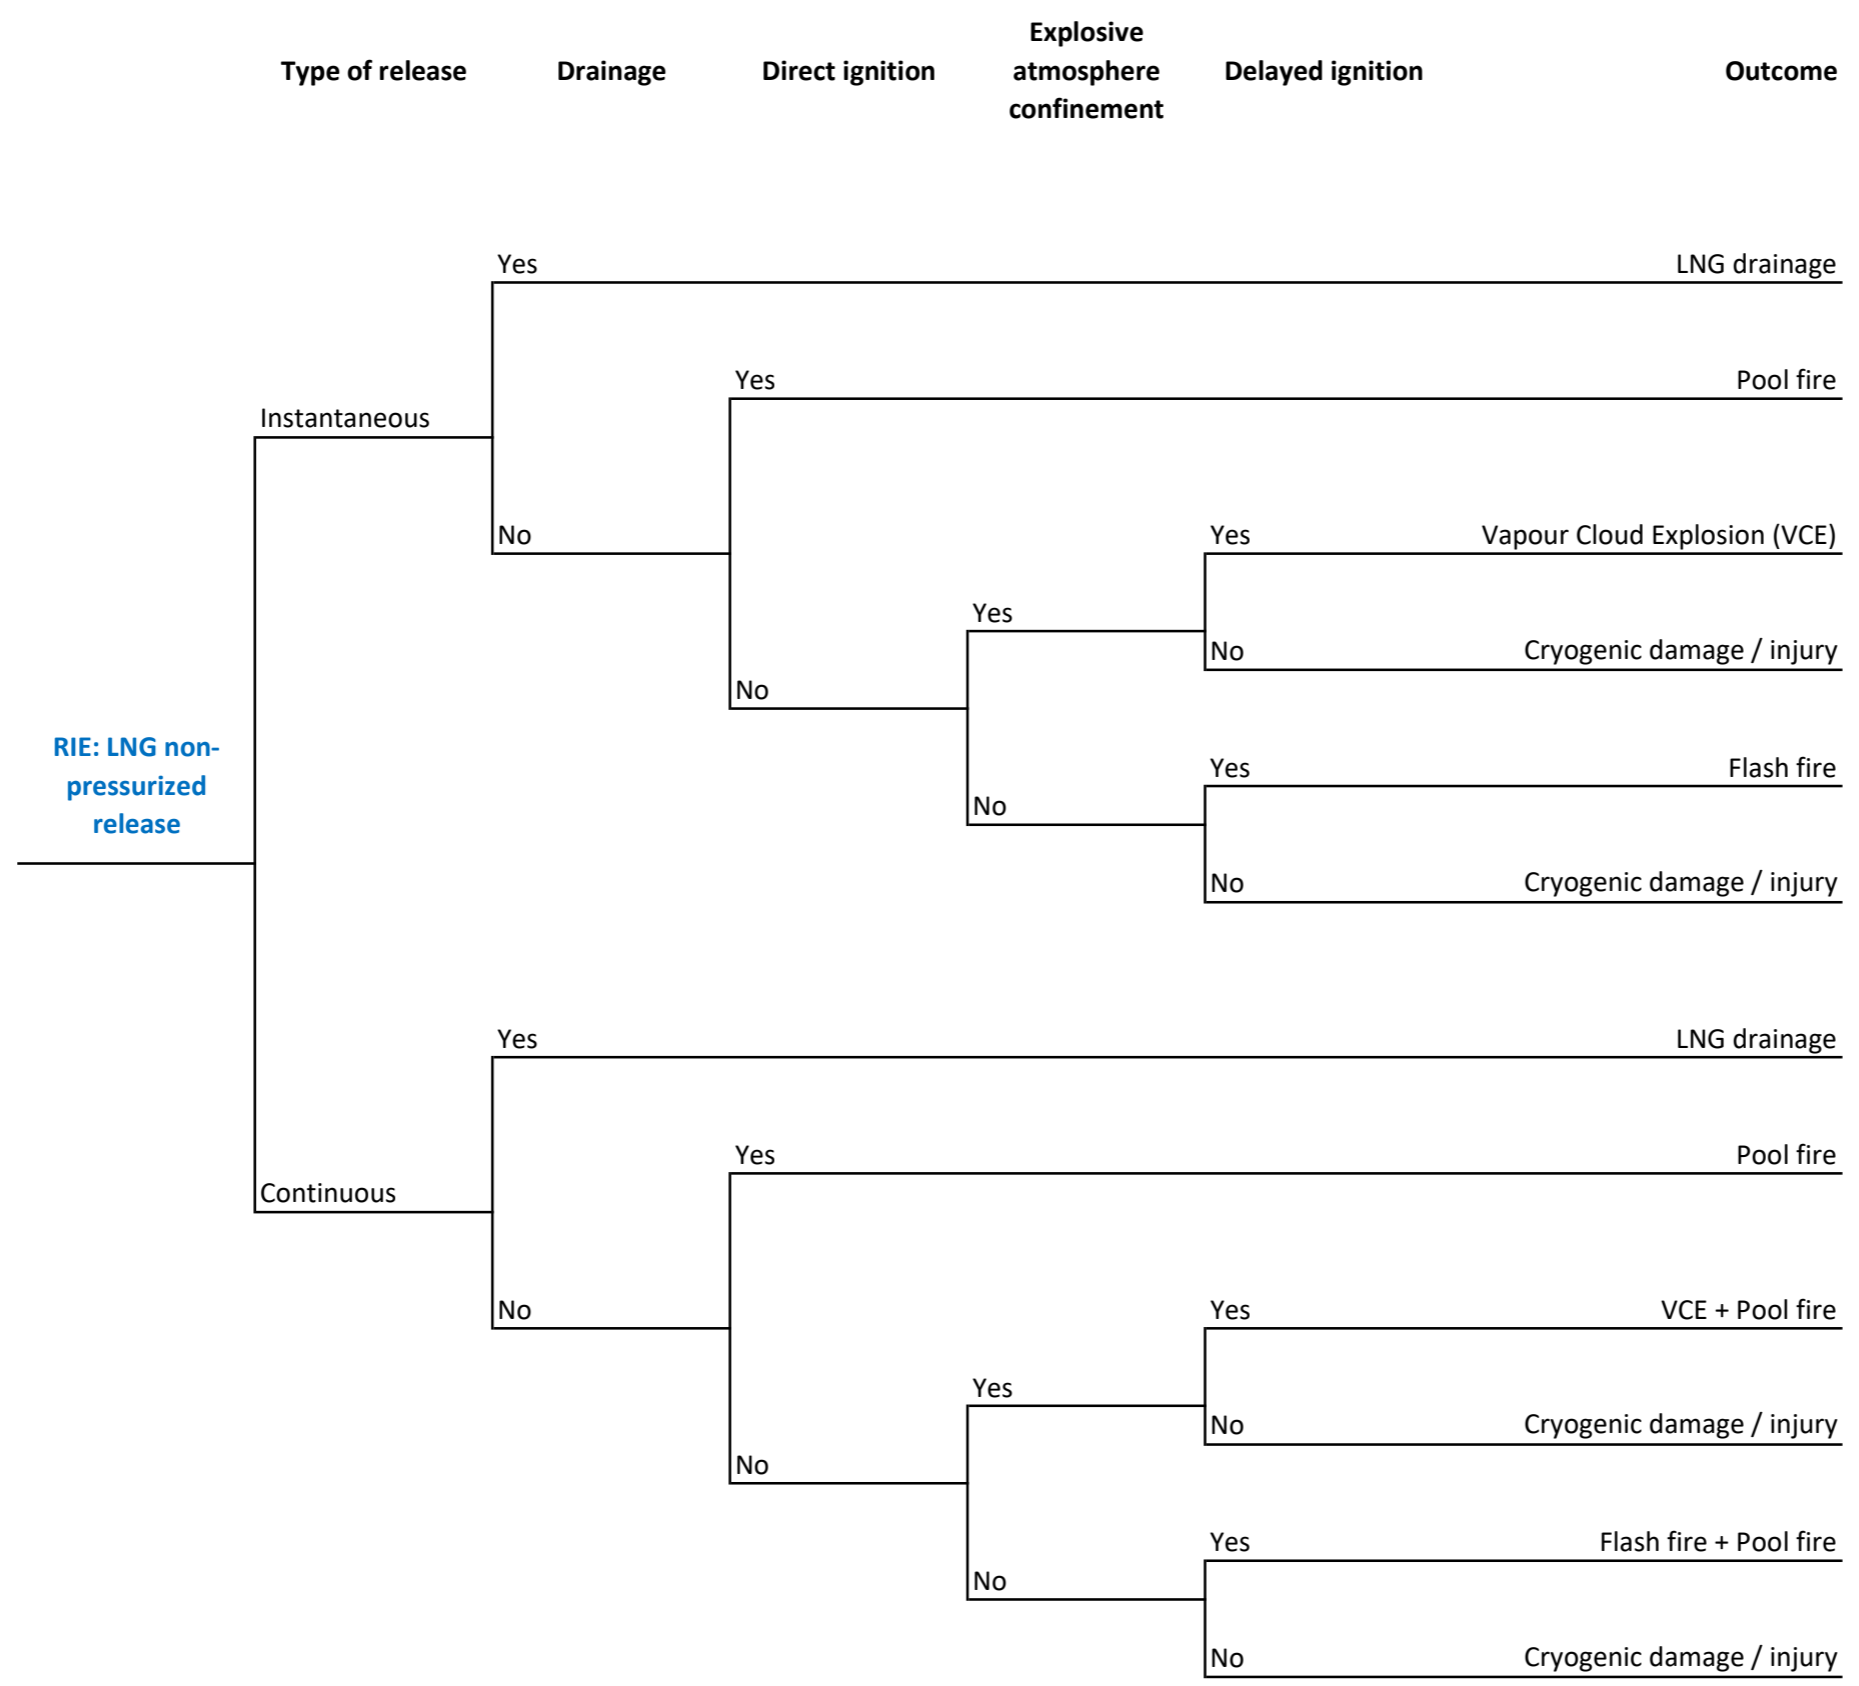 Type of release
Drainage
Direct ignition
Explosive
atmosphere
confinement
Delayed ignition
Outcome
Yes
LNG drainage
Yes
Pool fire
Instantaneous
No
Yes
Vapour Cloud Explosion (VCE)
Yes
No
Cryogenic damage / injury
No
RIE: LNG non-
pressurized
release
Yes
Flash fire
No
No
Cryogenic damage / injury
Yes
LNG drainage
Yes
Pool fire
Continuous
No
Yes
VCE + Pool fire
Yes
No
Cryogenic damage / injury
No
Yes
Flash fire + Pool fire
No
No
Cryogenic damage / injury